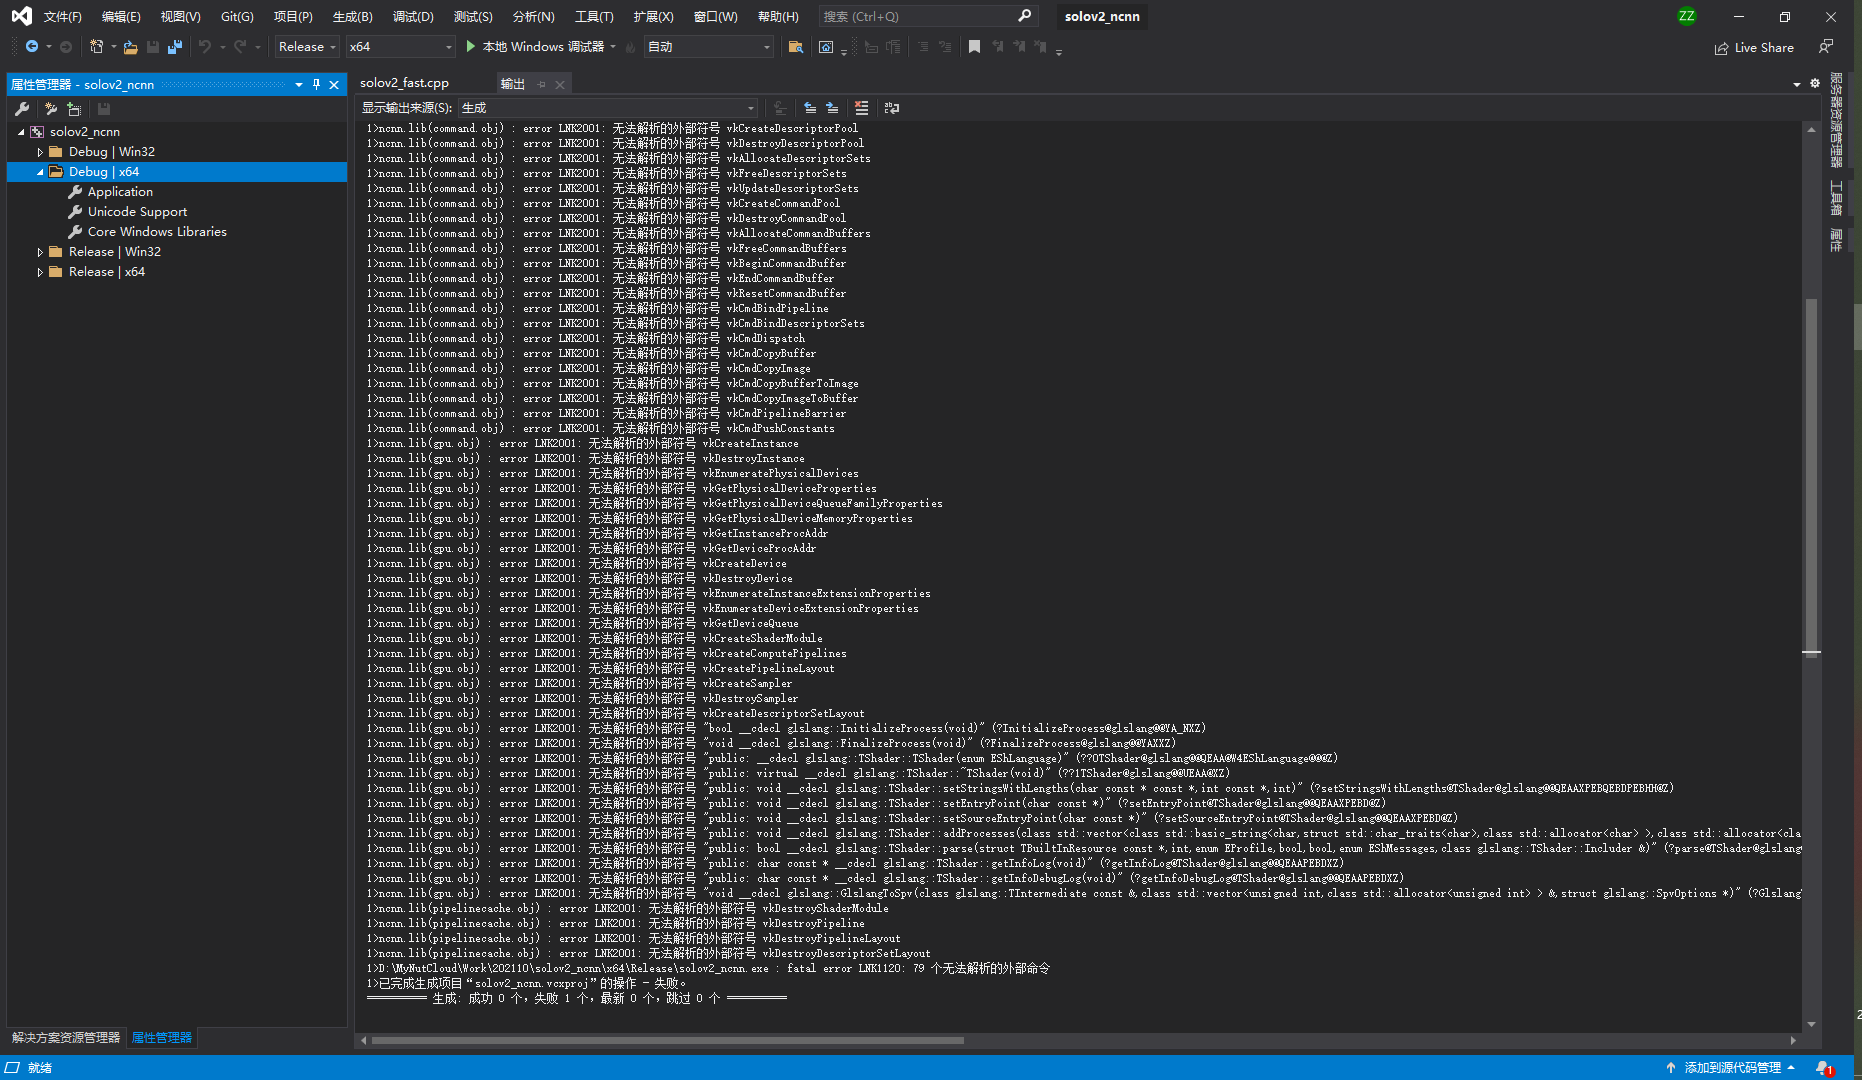 文件(F) 编辑(E) 视图(V) Git(G) 项目(P) 生成(B) 调试(D) 测试(S) 分析(N) 工具(T) 扩展(X) 窗口(W) 帮助(H) 搜索 (Ctrl+Q) solov2_ncnn ZZ
Release x64 本地 Windows 调试器 自动 Live Share
属性管理器 - solov2_ncnn
solov2_ncnn
Debug | Win32
Debug | x64
Application
Unicode Support
Core Windows Libraries
Release | Win32
Release | x64
解决方案资源管理器 属性管理器
solov2_fast.cpp 输出
显示输出来源(S): 生成
1>ncnn.lib(command.obj) : error LNK2001: 无法解析的外部符号 vkCreateDescriptorPool
1>ncnn.lib(command.obj) : error LNK2001: 无法解析的外部符号 vkDestroyDescriptorPool
1>ncnn.lib(command.obj) : error LNK2001: 无法解析的外部符号 vkAllocateDescriptorSets
1>ncnn.lib(command.obj) : error LNK2001: 无法解析的外部符号 vkFreeDescriptorSets
1>ncnn.lib(command.obj) : error LNK2001: 无法解析的外部符号 vkUpdateDescriptorSets
1>ncnn.lib(command.obj) : error LNK2001: 无法解析的外部符号 vkCreateCommandPool
1>ncnn.lib(command.obj) : error LNK2001: 无法解析的外部符号 vkDestroyCommandPool
1>ncnn.lib(command.obj) : error LNK2001: 无法解析的外部符号 vkAllocateCommandBuffers
1>ncnn.lib(command.obj) : error LNK2001: 无法解析的外部符号 vkFreeCommandBuffers
1>ncnn.lib(command.obj) : error LNK2001: 无法解析的外部符号 vkBeginCommandBuffer
1>ncnn.lib(command.obj) : error LNK2001: 无法解析的外部符号 vkEndCommandBuffer
1>ncnn.lib(command.obj) : error LNK2001: 无法解析的外部符号 vkResetCommandBuffer
1>ncnn.lib(command.obj) : error LNK2001: 无法解析的外部符号 vkCmdBindPipeline
1>ncnn.lib(command.obj) : error LNK2001: 无法解析的外部符号 vkCmdBindDescriptorSets
1>ncnn.lib(command.obj) : error LNK2001: 无法解析的外部符号 vkCmdDispatch
1>ncnn.lib(command.obj) : error LNK2001: 无法解析的外部符号 vkCmdCopyBuffer
1>ncnn.lib(command.obj) : error LNK2001: 无法解析的外部符号 vkCmdCopyImage
1>ncnn.lib(command.obj) : error LNK2001: 无法解析的外部符号 vkCmdCopyBufferToImage
1>ncnn.lib(command.obj) : error LNK2001: 无法解析的外部符号 vkCmdCopyImageToBuffer
1>ncnn.lib(command.obj) : error LNK2001: 无法解析的外部符号 vkCmdPipelineBarrier
1>ncnn.lib(command.obj) : error LNK2001: 无法解析的外部符号 vkCmdPushConstants
1>ncnn.lib(gpu.obj) : error LNK2001: 无法解析的外部符号 vkCreateInstance
1>ncnn.lib(gpu.obj) : error LNK2001: 无法解析的外部符号 vkDestroyInstance
1>ncnn.lib(gpu.obj) : error LNK2001: 无法解析的外部符号 vkEnumeratePhysicalDevices
1>ncnn.lib(gpu.obj) : error LNK2001: 无法解析的外部符号 vkGetPhysicalDeviceProperties
1>ncnn.lib(gpu.obj) : error LNK2001: 无法解析的外部符号 vkGetPhysicalDeviceQueueFamilyProperties
1>ncnn.lib(gpu.obj) : error LNK2001: 无法解析的外部符号 vkGetPhysicalDeviceMemoryProperties
1>ncnn.lib(gpu.obj) : error LNK2001: 无法解析的外部符号 vkGetInstanceProcAddr
1>ncnn.lib(gpu.obj) : error LNK2001: 无法解析的外部符号 vkGetDeviceProcAddr
1>ncnn.lib(gpu.obj) : error LNK2001: 无法解析的外部符号 vkCreateDevice
1>ncnn.lib(gpu.obj) : error LNK2001: 无法解析的外部符号 vkDestroyDevice
1>ncnn.lib(gpu.obj) : error LNK2001: 无法解析的外部符号 vkEnumerateInstanceExtensionProperties
1>ncnn.lib(gpu.obj) : error LNK2001: 无法解析的外部符号 vkEnumerateDeviceExtensionProperties
1>ncnn.lib(gpu.obj) : error LNK2001: 无法解析的外部符号 vkGetDeviceQueue
1>ncnn.lib(gpu.obj) : error LNK2001: 无法解析的外部符号 vkCreateShaderModule
1>ncnn.lib(gpu.obj) : error LNK2001: 无法解析的外部符号 vkCreateComputePipelines
1>ncnn.lib(gpu.obj) : error LNK2001: 无法解析的外部符号 vkCreatePipelineLayout
1>ncnn.lib(gpu.obj) : error LNK2001: 无法解析的外部符号 vkCreateSampler
1>ncnn.lib(gpu.obj) : error LNK2001: 无法解析的外部符号 vkDestroySampler
1>ncnn.lib(gpu.obj) : error LNK2001: 无法解析的外部符号 vkCreateDescriptorSetLayout
1>ncnn.lib(gpu.obj) : error LNK2001: 无法解析的外部符号 "bool __cdecl glslang::InitializeProcess(void)" (?InitializeProcess@glslang@@YA_NXZ)
1>ncnn.lib(gpu.obj) : error LNK2001: 无法解析的外部符号 "void __cdecl glslang::FinalizeProcess(void)" (?FinalizeProcess@glslang@@YAXXZ)
1>ncnn.lib(gpu.obj) : error LNK2001: 无法解析的外部符号 "public: __cdecl glslang::TShader::TShader(enum EShLanguage)" (??0TShader@glslang@@QEAA@W4EShLanguage@@@Z)
1>ncnn.lib(gpu.obj) : error LNK2001: 无法解析的外部符号 "public: virtual __cdecl glslang::TShader::~TShader(void)" (??1TShader@glslang@@UEAA@XZ)
1>ncnn.lib(gpu.obj) : error LNK2001: 无法解析的外部符号 "public: void __cdecl glslang::TShader::setStringsWithLengths(char const * const *,int const *,int)" (?setStringsWithLengths@TShader@glslang@@QEAAXPEBQEBDPEBHH@Z)
1>ncnn.lib(gpu.obj) : error LNK2001: 无法解析的外部符号 "public: void __cdecl glslang::TShader::setEntryPoint(char const *)" (?setEntryPoint@TShader@glslang@@QEAAXPEBD@Z)
1>ncnn.lib(gpu.obj) : error LNK2001: 无法解析的外部符号 "public: void __cdecl glslang::TShader::setSourceEntryPoint(char const *)" (?setSourceEntryPoint@TShader@glslang@@QEAAXPEBD@Z)
1>ncnn.lib(gpu.obj) : error LNK2001: 无法解析的外部符号 "public: void __cdecl glslang::TShader::addProcesses(class std::vector<class std::basic_string<char,struct std::char_traits<char>,class std::allocator<char> >,class std::allocator<cla
1>ncnn.lib(gpu.obj) : error LNK2001: 无法解析的外部符号 "public: bool __cdecl glslang::TShader::parse(struct TBuiltInResource const *,int,enum EProfile,bool,bool,enum EShMessages,class glslang::TShader::Includer &)" (?parse@TShader@glslang
1>ncnn.lib(gpu.obj) : error LNK2001: 无法解析的外部符号 "public: char const * __cdecl glslang::TShader::getInfoLog(void)" (?getInfoLog@TShader@glslang@@QEAAPEBDXZ)
1>ncnn.lib(gpu.obj) : error LNK2001: 无法解析的外部符号 "public: char const * __cdecl glslang::TShader::getInfoDebugLog(void)" (?getInfoDebugLog@TShader@glslang@@QEAAPEBDXZ)
1>ncnn.lib(gpu.obj) : error LNK2001: 无法解析的外部符号 "void __cdecl glslang::GlslangToSpv(class glslang::TIntermediate const &,class std::vector<unsigned int,class std::allocator<unsigned int> > &,struct glslang::SpvOptions *)" (?Glslang
1>ncnn.lib(pipelinecache.obj) : error LNK2001: 无法解析的外部符号 vkDestroyShaderModule
1>ncnn.lib(pipelinecache.obj) : error LNK2001: 无法解析的外部符号 vkDestroyPipeline
1>ncnn.lib(pipelinecache.obj) : error LNK2001: 无法解析的外部符号 vkDestroyPipelineLayout
1>ncnn.lib(pipelinecache.obj) : error LNK2001: 无法解析的外部符号 vkDestroyDescriptorSetLayout
1>D:\MyNutCloud\Work\202110\solov2_ncnn\x64\Release\solov2_ncnn.exe : fatal error LNK1120: 79 个无法解析的外部命令
1>已完成生成项目“solov2_ncnn.vcxproj”的操作 - 失败。
========== 生成: 成功 0 个，失败 1 个，最新 0 个，跳过 0 个 ==========
服务器资源管理器
工具箱
属性
2
就绪 添加到源代码管理 1